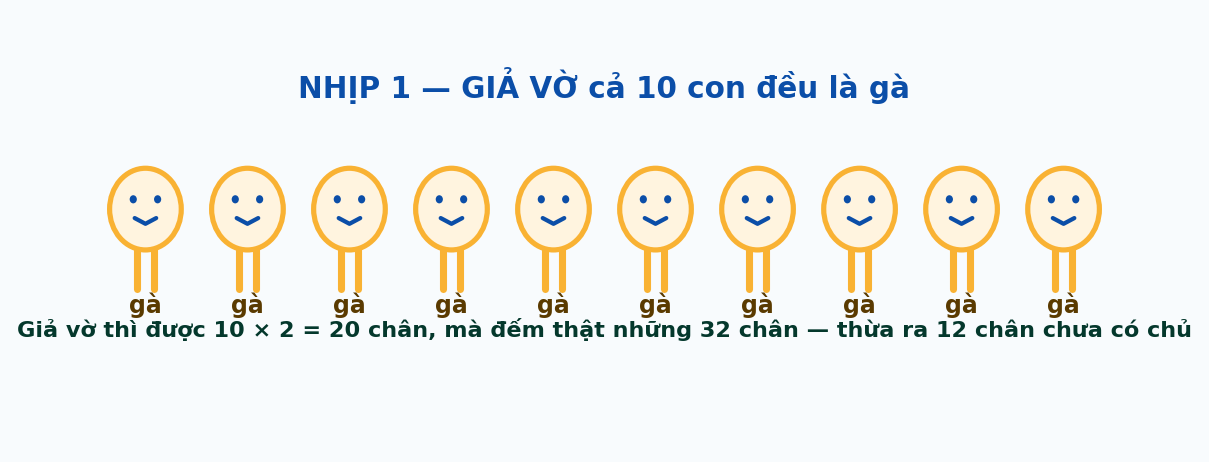 NHỊP 1 — GIẢ VỜ cả 10 con đều là gà
gà gà gà gà gà gà gà gà gà gà
Giả vờ thì được 10 × 2 = 20 chân, mà đếm thật những 32 chân — thừa ra 12 chân chưa có chủ